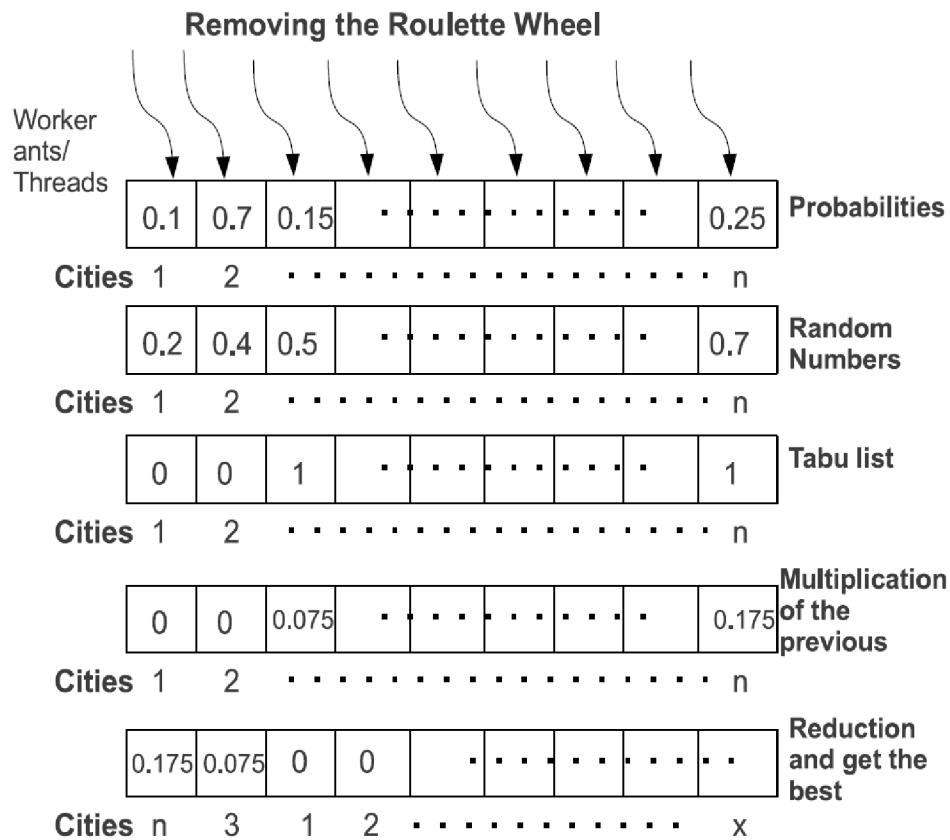 Removing the Roulette Wheel
Worker
ants/
Threads
0.1 0.7 0.15 0.25
Probabilities
Cities 1 2 n
0.2 0.4 0.5 0.7
Random
Numbers
Cities 1 2 n
0 0 1 1
Tabu list
Cities 1 2 n
0 0 0.075 0.175
Multiplication
of the
previous
Cities 1 2 n
0.175 0.075 0 0
Reduction
and get the
best
Cities n 3 1 2 x